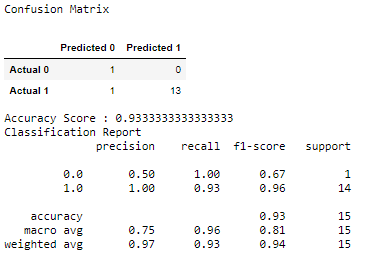 Confusion Matrix
Predicted 0 Predicted 1
Actual 0 1 0
Actual 1 1 13
Accuracy Score : 0.9333333333333333
Classification Report
precision recall f1-score support
0.0 0.50 1.00 0.67 1
1.0 1.00 0.93 0.96 14
accuracy 0.93 15
macro avg 0.75 0.96 0.81 15
weighted avg 0.97 0.93 0.94 15